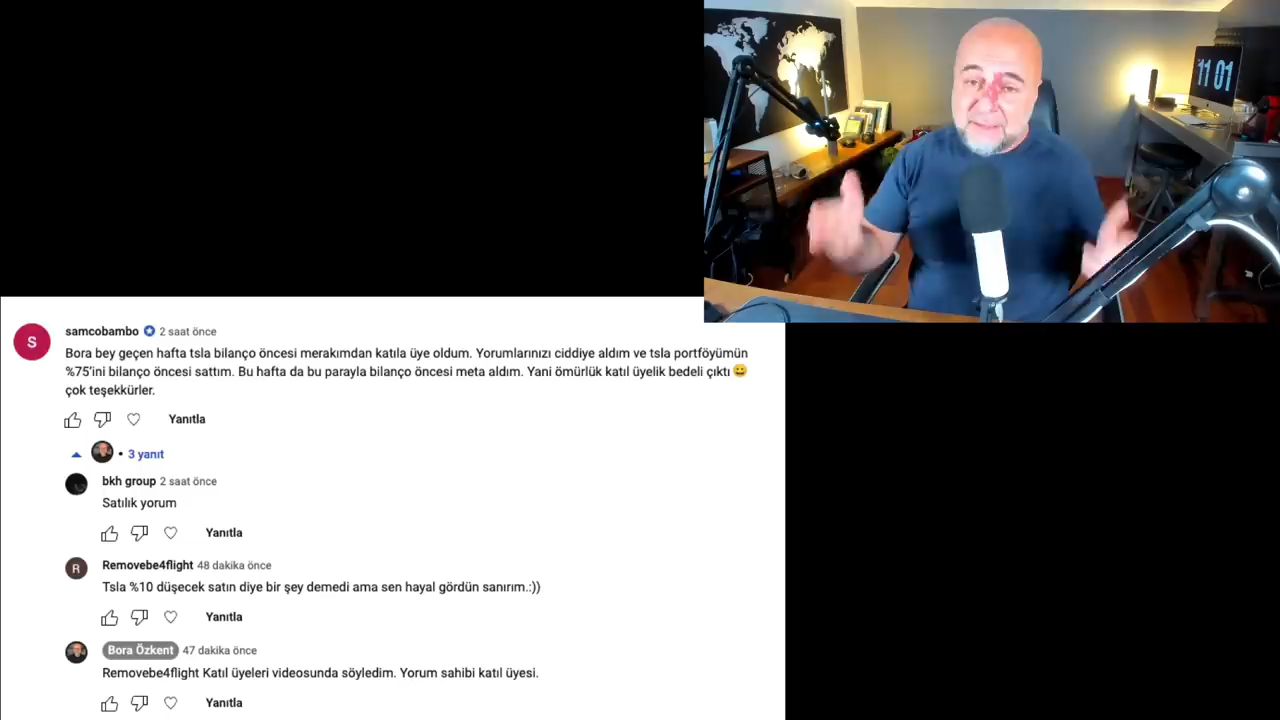 11 01
S
samcobambo 2 saat önce
Bora bey geçen hafta tsla bilanço öncesi merakımdan katıla üye oldum. Yorumlarınızı ciddiye aldım ve tsla portföyümün
%75'ini bilanço öncesi sattım. Bu hafta da bu parayla bilanço öncesi meta aldım. Yani ömürlük katıl üyelik bedeli çıktı 😀
çok teşekkürler.
Yanıtla
• 3 yanıt
bkh group 2 saat önce
Satılık yorum
Yanıtla
R
Removebe4flight 48 dakika önce
Tsla %10 düşecek satın diye bir şey demedi ama sen hayal gördün sanırım.:))
Yanıtla
Bora Özkent 47 dakika önce
Removebe4flight Katıl üyeleri videosunda söyledim. Yorum sahibi katıl üyesi.
Yanıtla